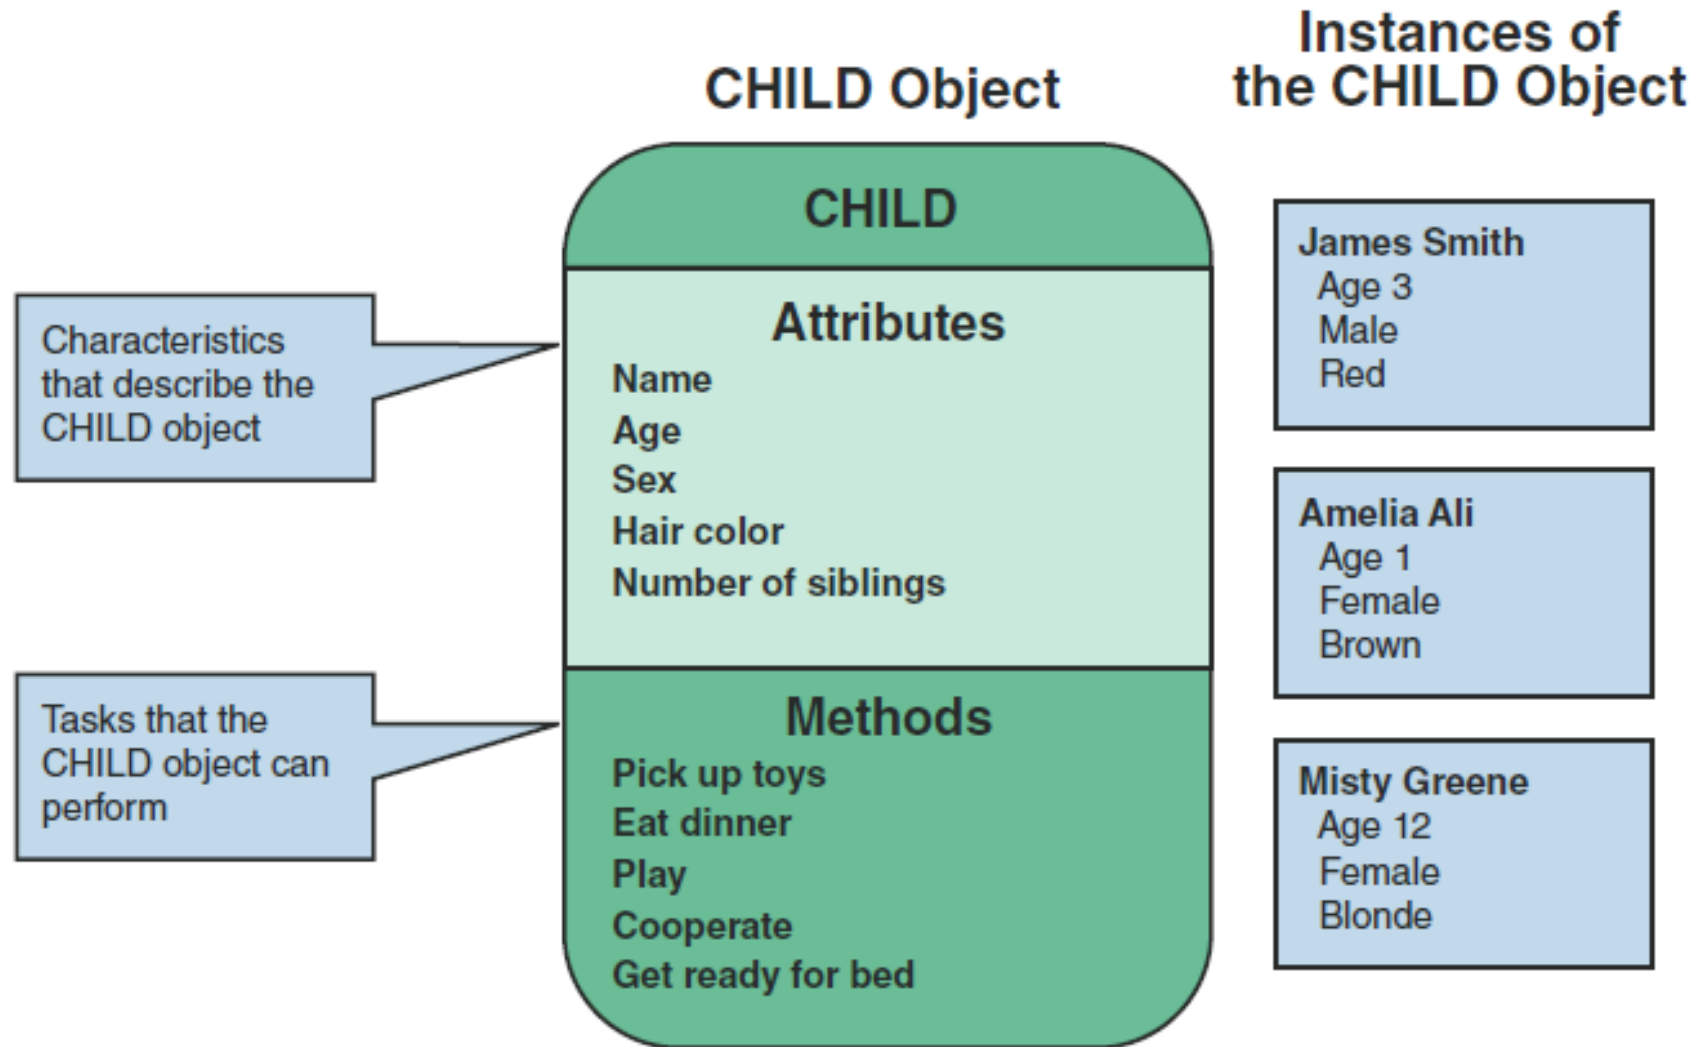 CHILD Object
Instances of
the CHILD Object
CHILD
Characteristics
that describe the
CHILD object
Attributes
Name
Age
Sex
Hair color
Number of siblings
Tasks that the
CHILD object can
perform
Methods
Pick up toys
Eat dinner
Play
Cooperate
Get ready for bed
James Smith
Age 3
Male
Red
Amelia Ali
Age 1
Female
Brown
Misty Greene
Age 12
Female
Blonde